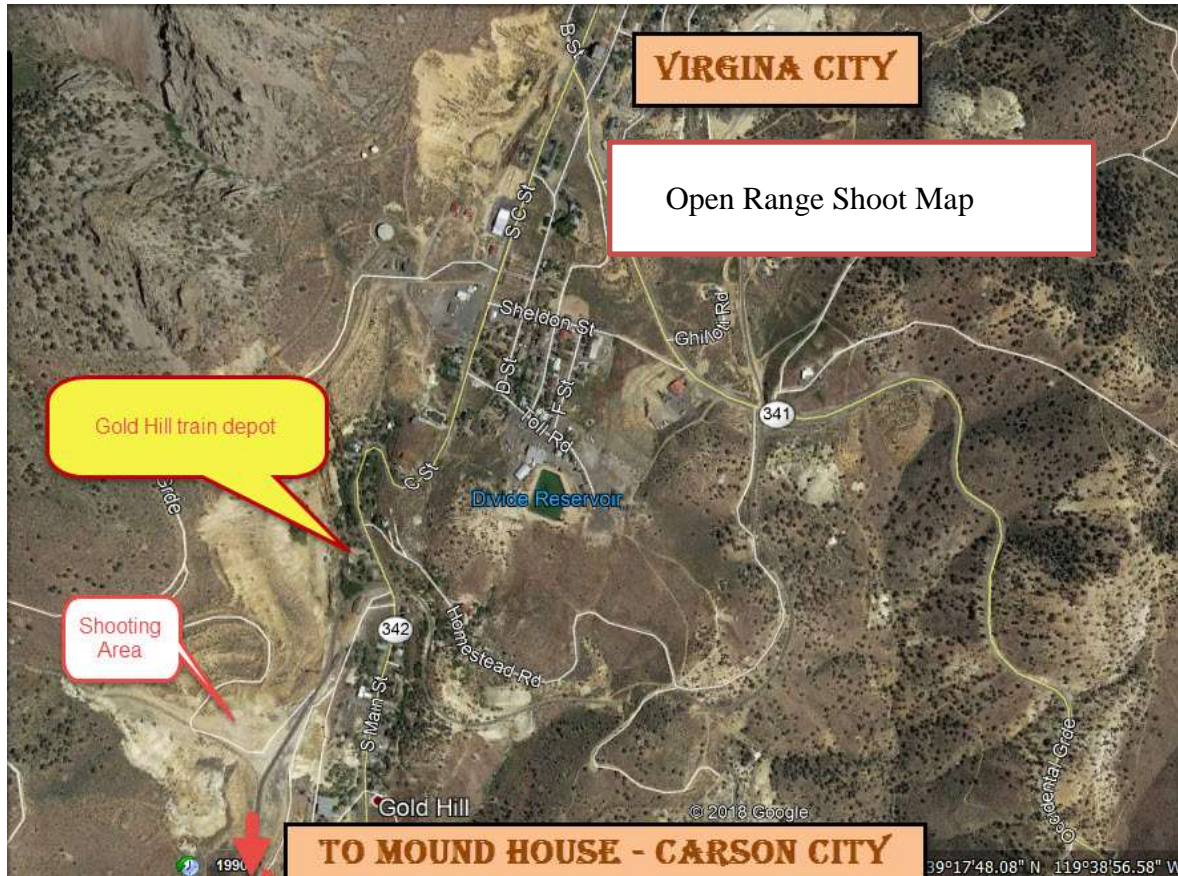 B St
VIRGINA CITY
Open Range Shoot Map
S C St
Sheldon St
Ghil
oll Rd
D St
F St
341
Toll Rd
Gold Hill train depot
C St
Divide Reservoir
Grde
Shooting
Area
342
Homestead Rd
S Main St
Occidental Grde
Gold Hill
© 2018 Google
TO MOUND HOUSE - CARSON CITY
1990
39°17'48.08" N 119°38'56.58" W